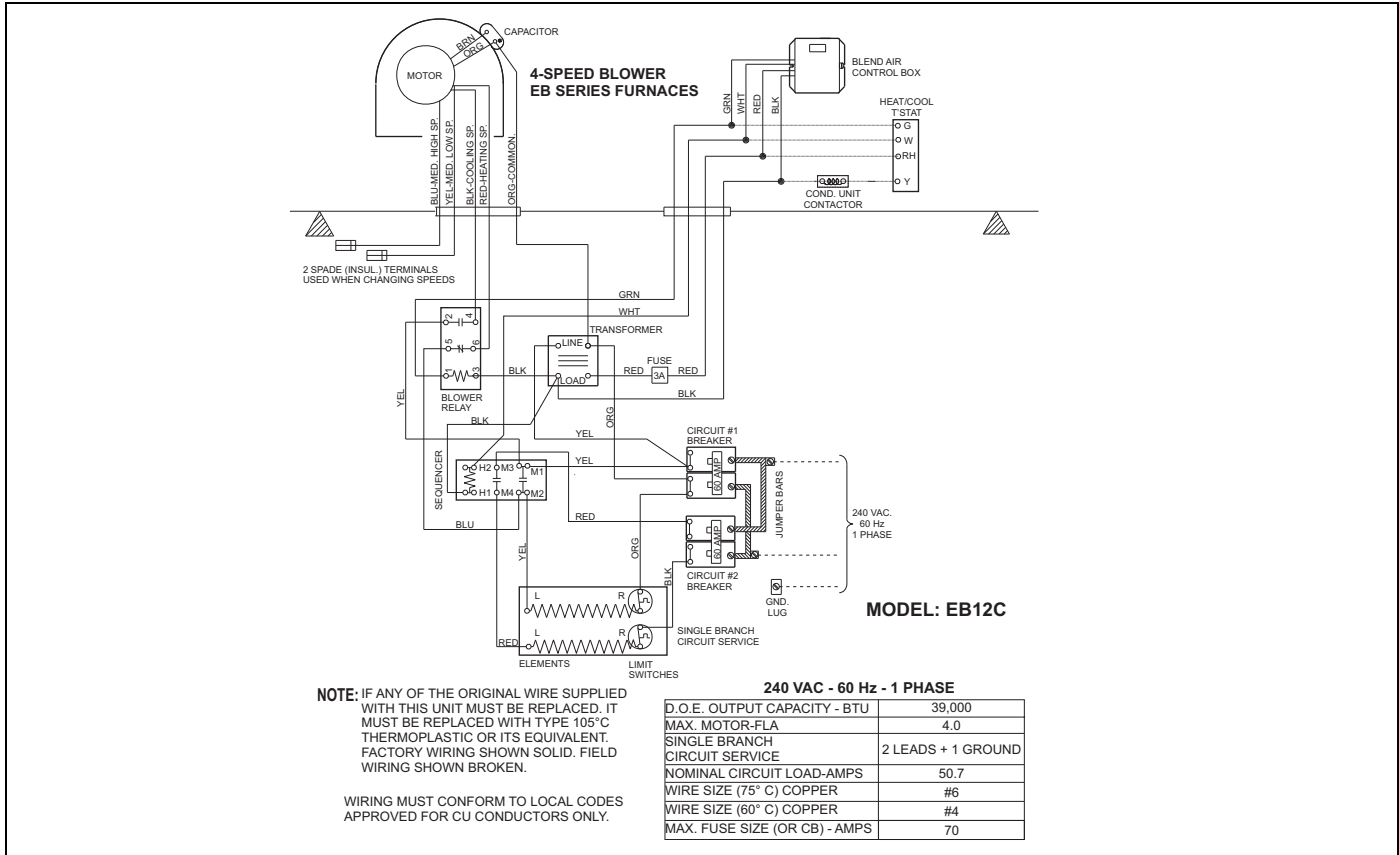 CAPACITOR
BRN
ORG
MOTOR
4-SPEED BLOWER
EB SERIES FURNACES
BLEND AIR
CONTROL BOX
GRN
WHT
RED
BLK
HEAT/COOL
T'STAT
G
W
RH
Y
COND. UNIT
CONTACTOR
BLU-MED. HIGH SP.
YEL-MED. LOW SP.
BLK-COOLING SP.
RED-HEATING SP.
ORG-COMMON.
2 SPADE (INSUL.) TERMINALS
USED WHEN CHANGING SPEEDS
GRN
WHT
TRANSFORMER
2
4
5
6
1
3
LINE
LOAD
BLK
RED
FUSE
3A
RED
BLK
BLOWER
RELAY
YEL
BLK
ORG
YEL
YEL
CIRCUIT #1
BREAKER
60 AMP
SEQUENCER
H2
M3
M1
H1
M4
M2
BLU
RED
YEL
ORG
BLK
60 AMP
CIRCUIT #2
BREAKER
JUMPER BARS
240 VAC.
60 Hz
1 PHASE
GND.
LUG
MODEL: EB12C
L
R
L
R
RED
SINGLE BRANCH
CIRCUIT SERVICE
ELEMENTS
LIMIT
SWITCHES
NOTE: IF ANY OF THE ORIGINAL WIRE SUPPLIED
WITH THIS UNIT MUST BE REPLACED. IT
MUST BE REPLACED WITH TYPE 105°C
THERMOPLASTIC OR ITS EQUIVALENT.
FACTORY WIRING SHOWN SOLID. FIELD
WIRING SHOWN BROKEN.
WIRING MUST CONFORM TO LOCAL CODES
APPROVED FOR CU CONDUCTORS ONLY.
240 VAC - 60 Hz - 1 PHASE
D.O.E. OUTPUT CAPACITY - BTU 39,000
MAX. MOTOR-FLA 4.0
SINGLE BRANCH
CIRCUIT SERVICE 2 LEADS + 1 GROUND
NOMINAL CIRCUIT LOAD-AMPS 50.7
WIRE SIZE (75° C) COPPER #6
WIRE SIZE (60° C) COPPER #4
MAX. FUSE SIZE (OR CB) - AMPS 70